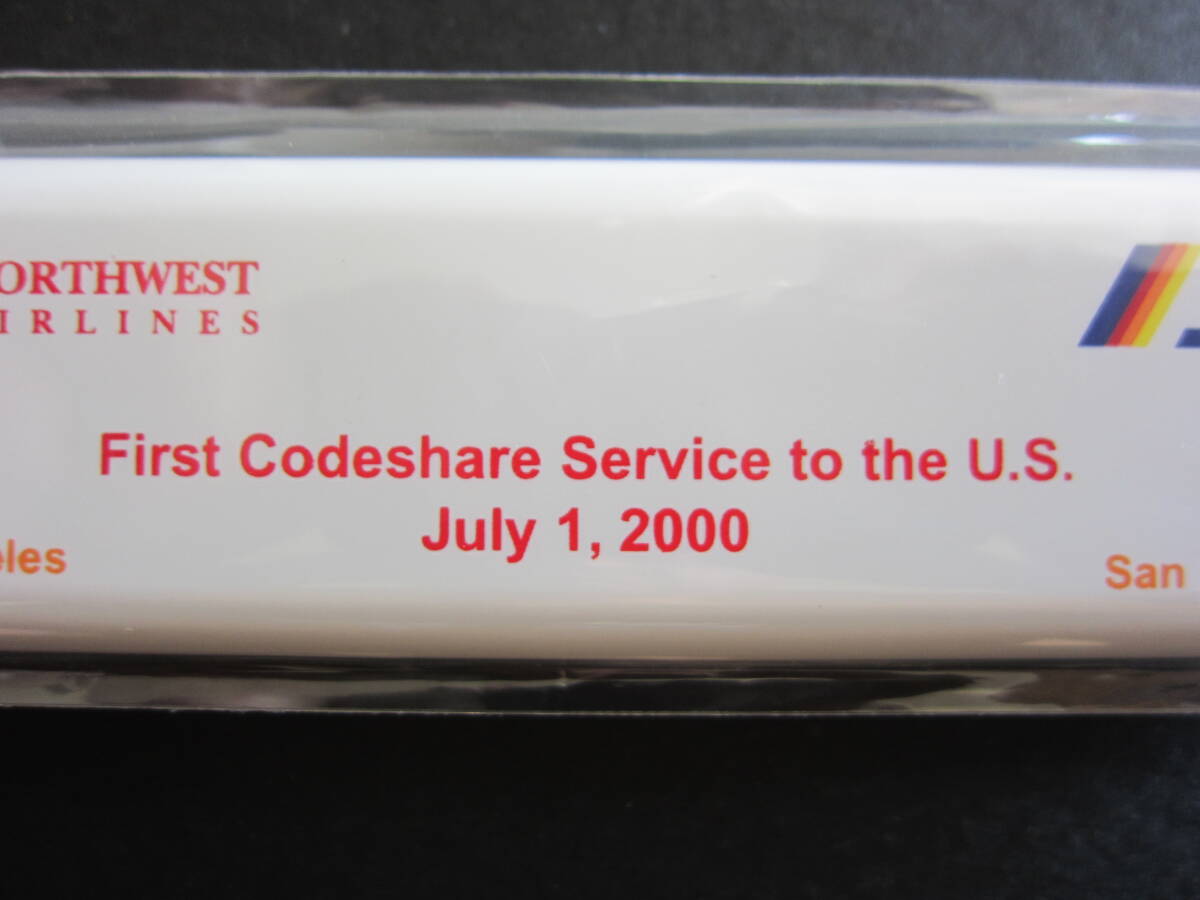 ORTHWEST
IRLINES
First Codeshare Service to the U.S.
July 1, 2000
eles
San